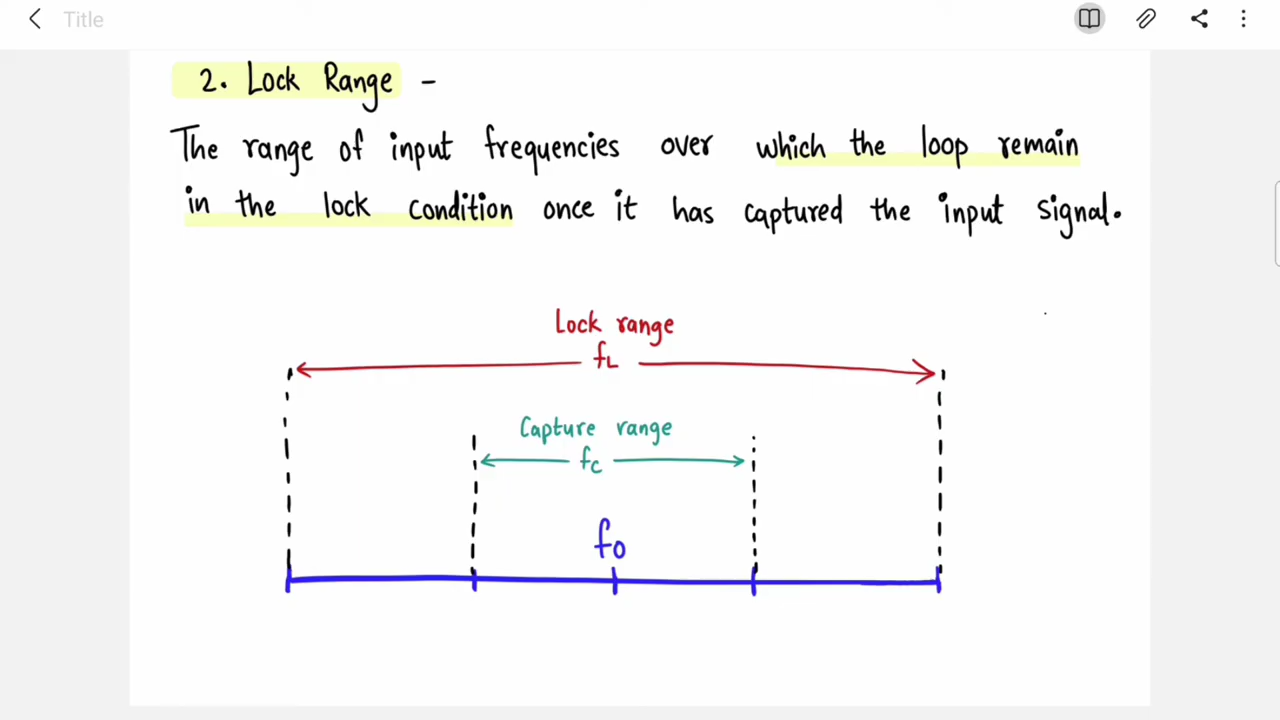 Title
2. Lock Range -
The range of input frequencies over which the loop remain
in the lock condition once it has captured the input signal.
Lock range
fL
Capture range
fc
fo